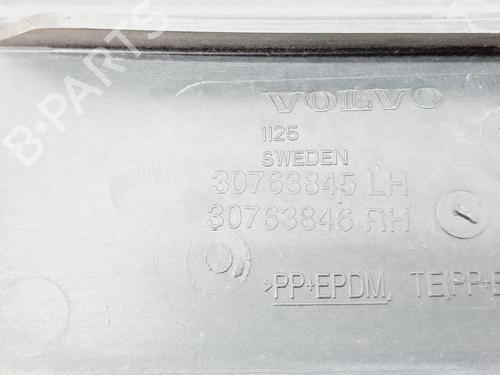 B-PARTS
VOLVO
1125
SWEDEN
30763845 LH
30763846 RH
>PP+EPDM, TE(PP+E